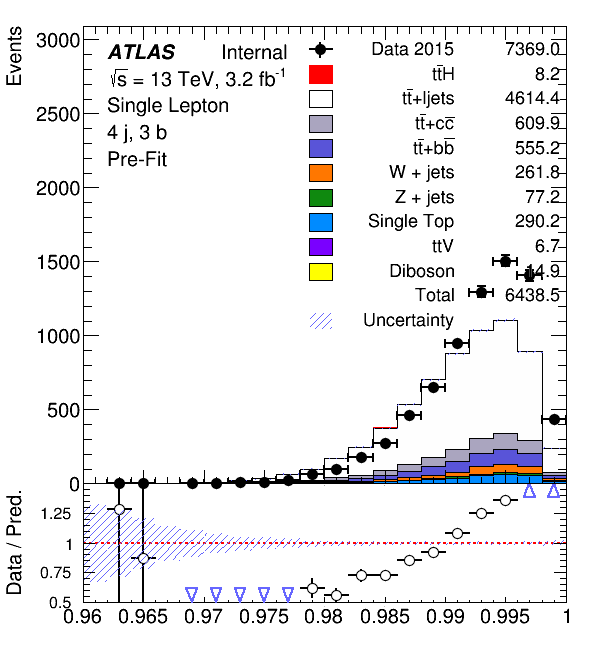 Events
3000
2500
2000
1500
1000
500
0
ATLAS Internal
√s = 13 TeV, 3.2 fb⁻¹
Single Lepton
4 j, 3 b
Pre-Fit
Data 2015 7369.0
tt̄H 8.2
tt̄+ljets 4614.4
tt̄+cc̄ 609.9
tt̄+bb̄ 555.2
W + jets 261.8
Z + jets 77.2
Single Top 290.2
ttV 6.7
Diboson 14.9
Total 6438.5
Uncertainty
Data / Pred.
1.25
1
0.75
0.5
0.96 0.965 0.97 0.975 0.98 0.985 0.99 0.995 1